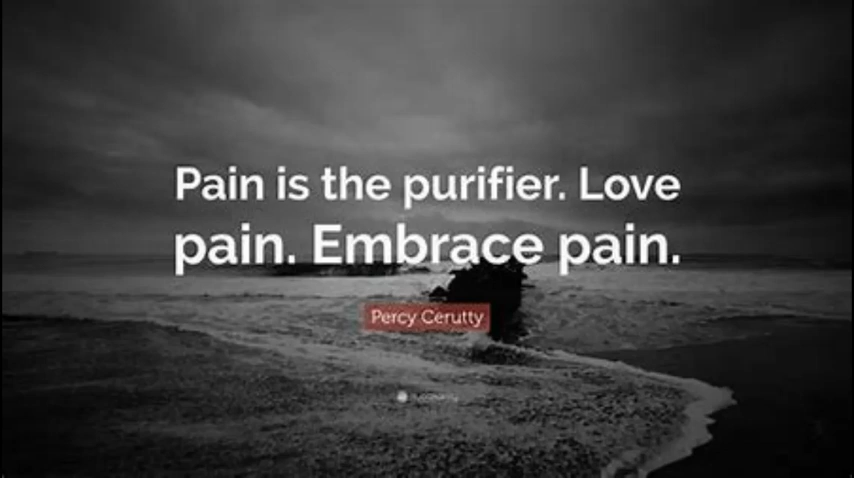 Pain is the purifier. Love
pain. Embrace pain.
Percy Cerutty